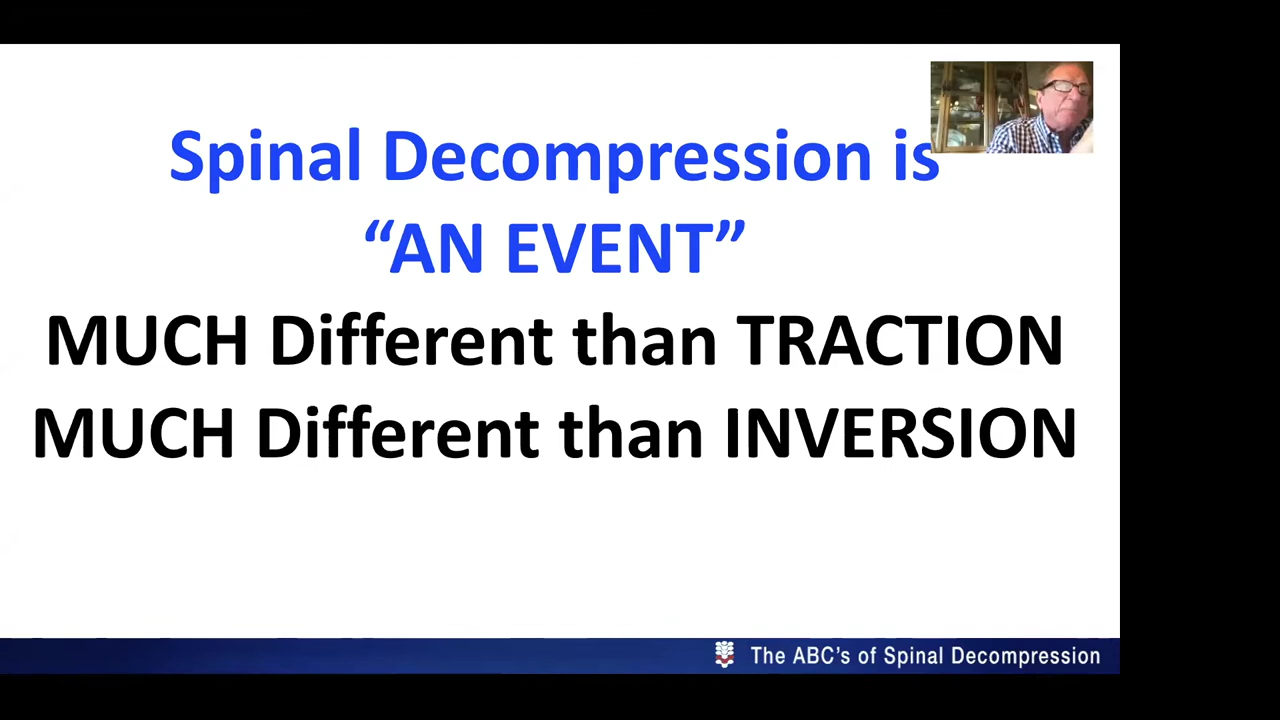 Spinal Decompression is
“AN EVENT”
MUCH Different than TRACTION
MUCH Different than INVERSION
The ABC’s of Spinal Decompression